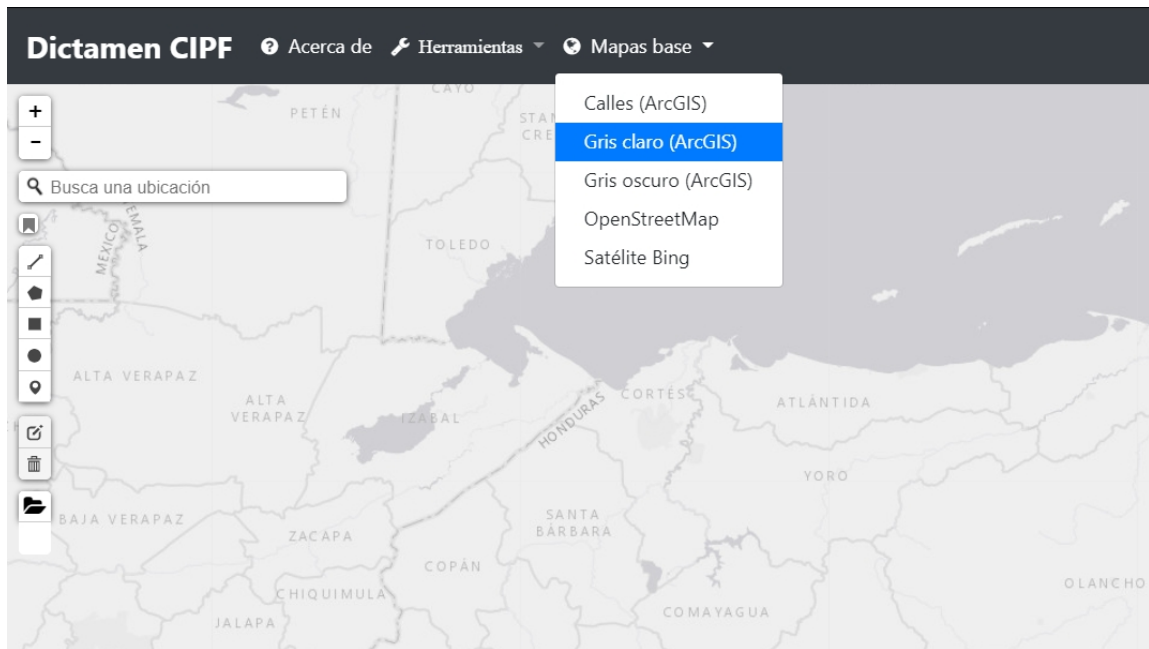 Dictamen CIPF Acerca de Herramientas Mapas base
Calles (ArcGIS)
Gris claro (ArcGIS)
Gris oscuro (ArcGIS)
OpenStreetMap
Satélite Bing
+
-
Busca una ubicación
PETÉN
CAYO
TOLEDO
MEXICO
ALTA VERAPAZ
ALTA
VERAPAZ
IZABAL
HONDURAS
CORTÉS
ATLÁNTIDA
YORO
BAJA VERAPAZ
ZACAPA
SANTA
BÁRBARA
COPÁN
CHIQUIMULA
JALAPA
COMAYAGUA
OLANCHO